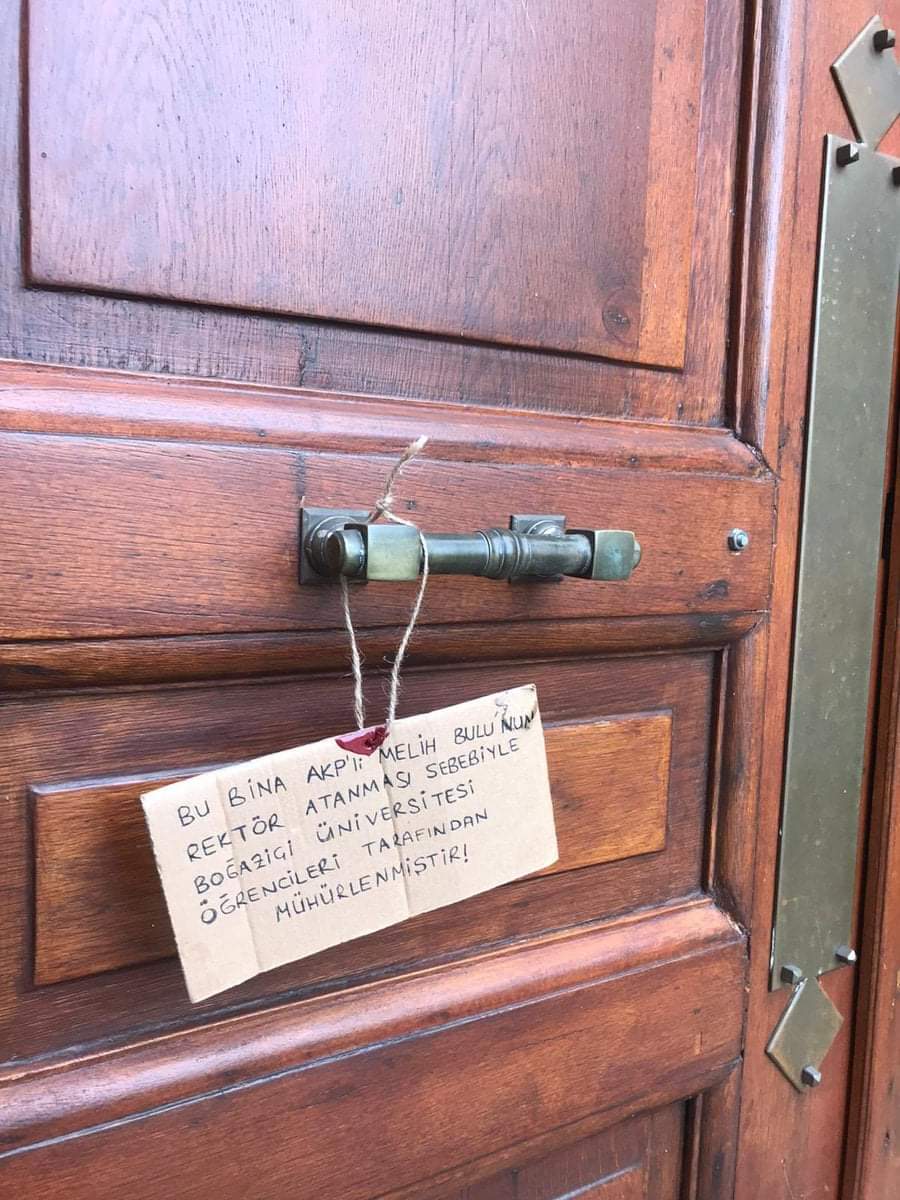 BU BİNA AKP'Lİ MELİH BULU'NUN
REKTÖR ATANMASI SEBEBİYLE
BOĞAZİÇİ ÜNİVERSİTESİ
ÖĞRENCİLERİ TARAFINDAN
MÜHÜRLENMİŞTİR!